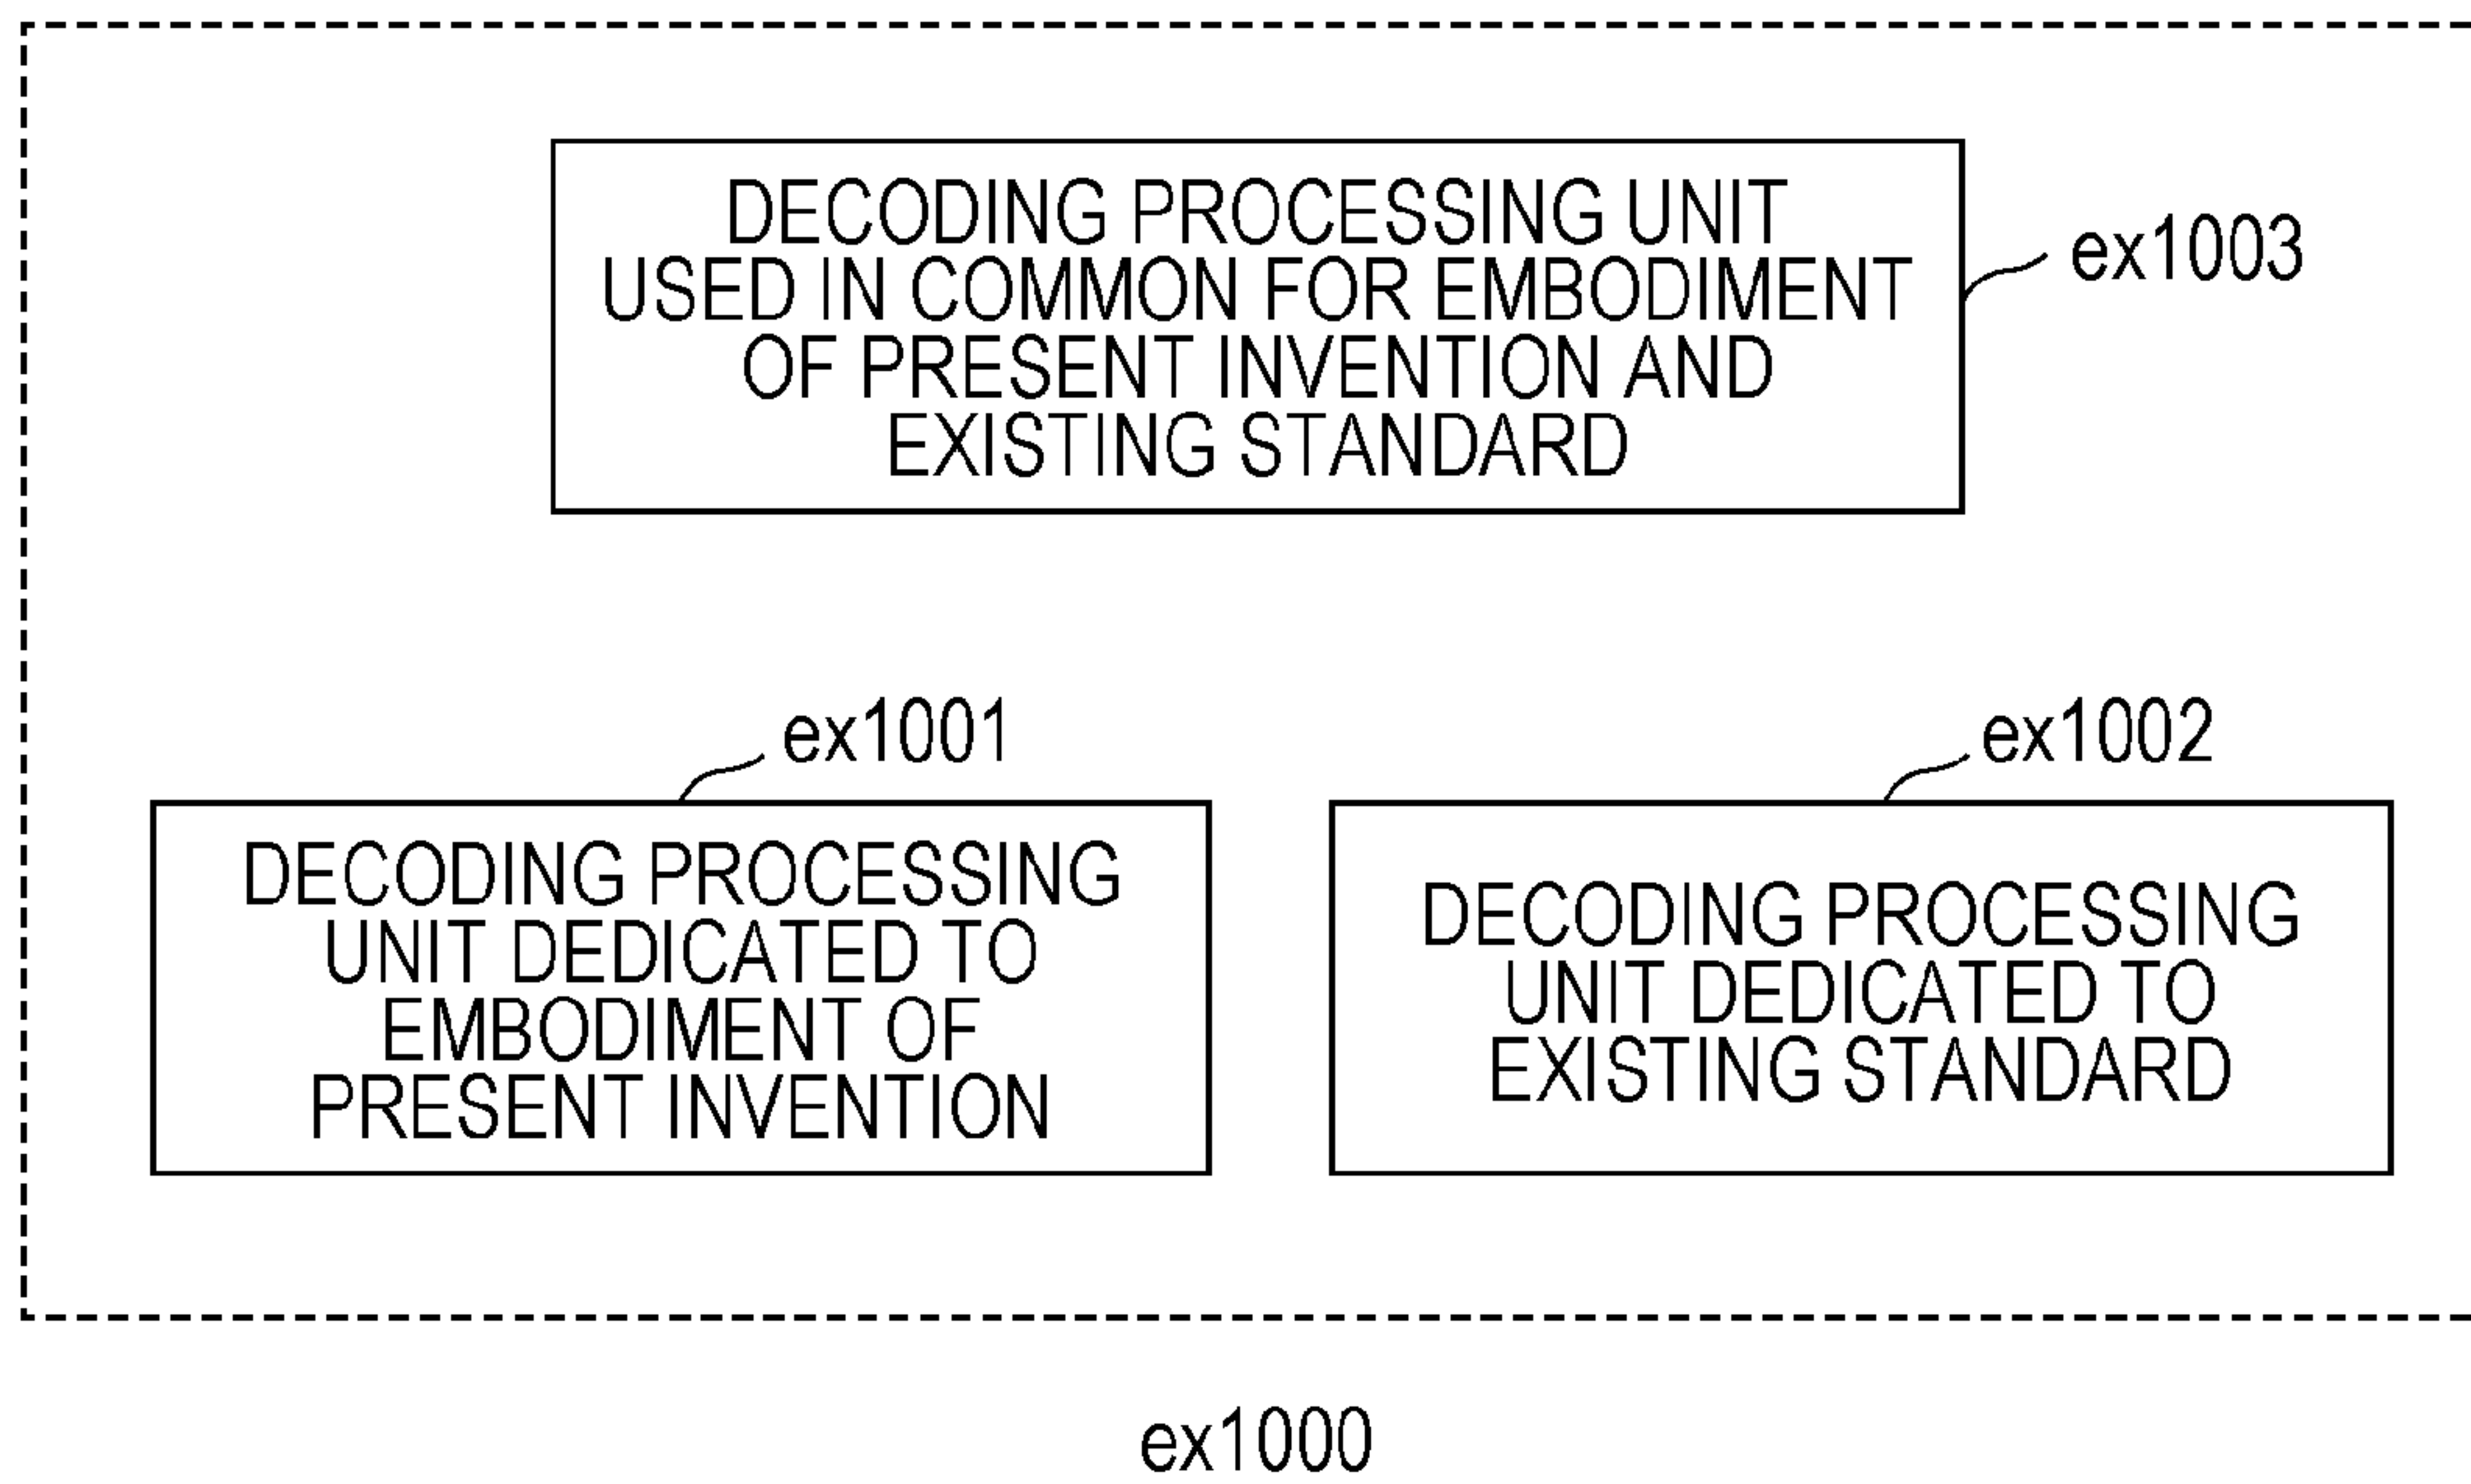 DECODING PROCESSING UNIT
USED IN COMMON FOR EMBODIMENT
OF PRESENT INVENTION AND
EXISTING STANDARD
ex1003
ex1001
DECODING PROCESSING
UNIT DEDICATED TO
EMBODIMENT OF
PRESENT INVENTION
ex1002
DECODING PROCESSING
UNIT DEDICATED TO
EXISTING STANDARD
ex1000